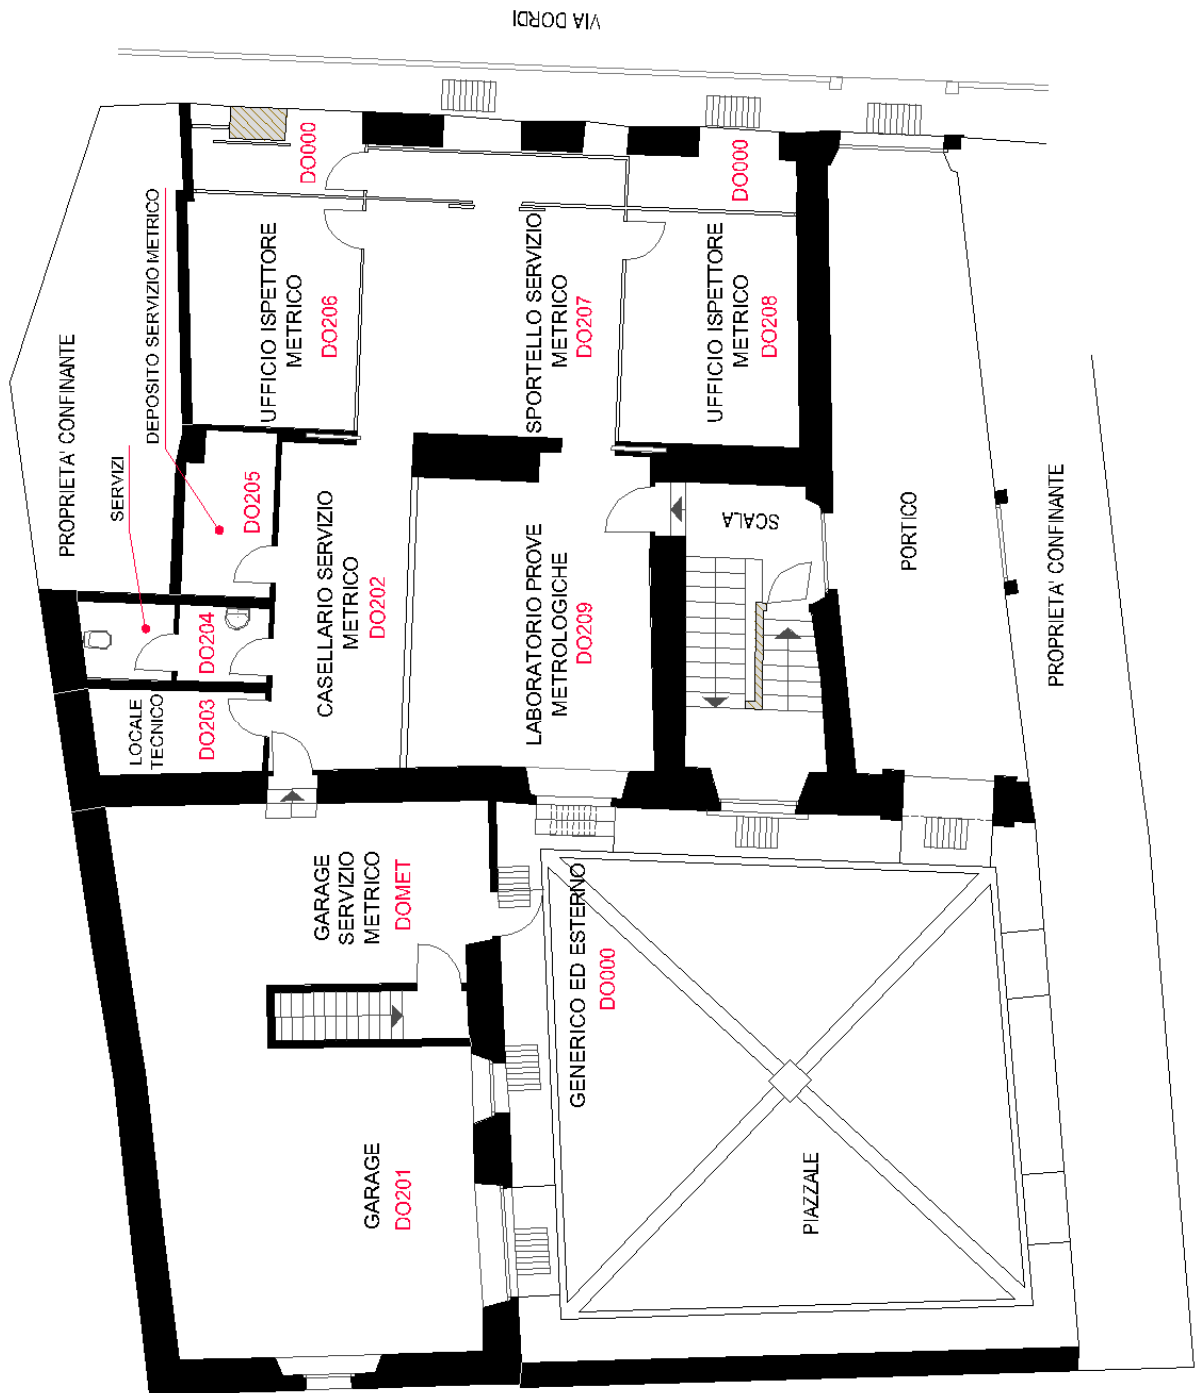 VIA DORDI
PROPRIETA' CONFINANTE
SERVIZI
DEPOSITO SERVIZIO METRICO
DO000
DO000
UFFICIO ISPETTORE
METRICO
DO206
SPORTELLO SERVIZIO
METRICO
DO207
UFFICIO ISPETTORE
METRICO
DO208
DO205
DO204
LOCALE
TECNICO
DO203
CASELLARIO SERVIZIO
METRICO
DO202
LABORATORIO PROVE
METROLOGICHE
DO209
SCALA
PORTICO
PROPRIETA' CONFINANTE
GARAGE
SERVIZIO
METRICO
DOMET
GENERICO ED ESTERNO
DO000
GARAGE
DO201
PIAZZALE